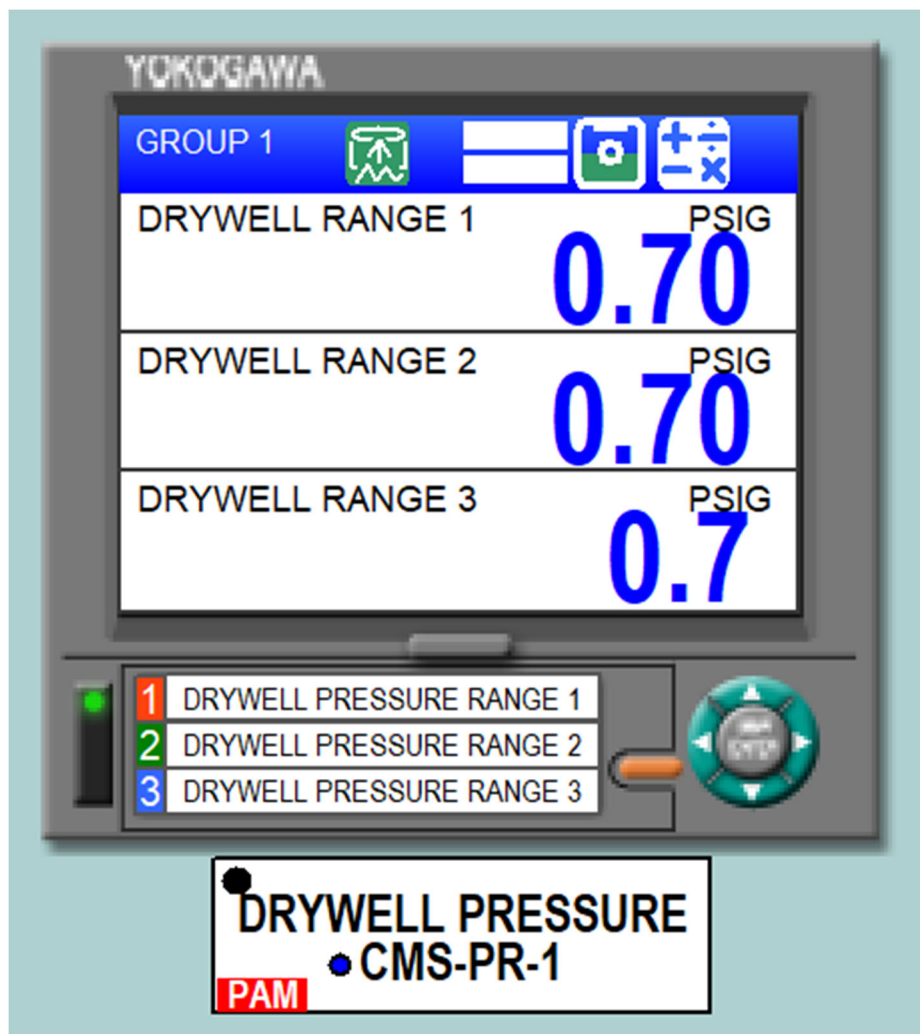 YOKOGAWA
GROUP 1
DRYWELL RANGE 1 PSIG
0.70
DRYWELL RANGE 2 PSIG
0.70
DRYWELL RANGE 3 PSIG
0.7
1 DRYWELL PRESSURE RANGE 1
2 DRYWELL PRESSURE RANGE 2
3 DRYWELL PRESSURE RANGE 3
DRYWELL PRESSURE
CMS-PR-1
PAM